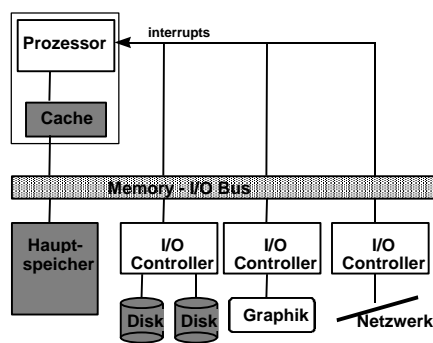 Prozessor
interrupts
Cache
Memory - I/O Bus
Haupt-
speicher
I/O
Controller
I/O
Controller
I/O
Controller
Disk
Disk
Graphik
Netzwerk